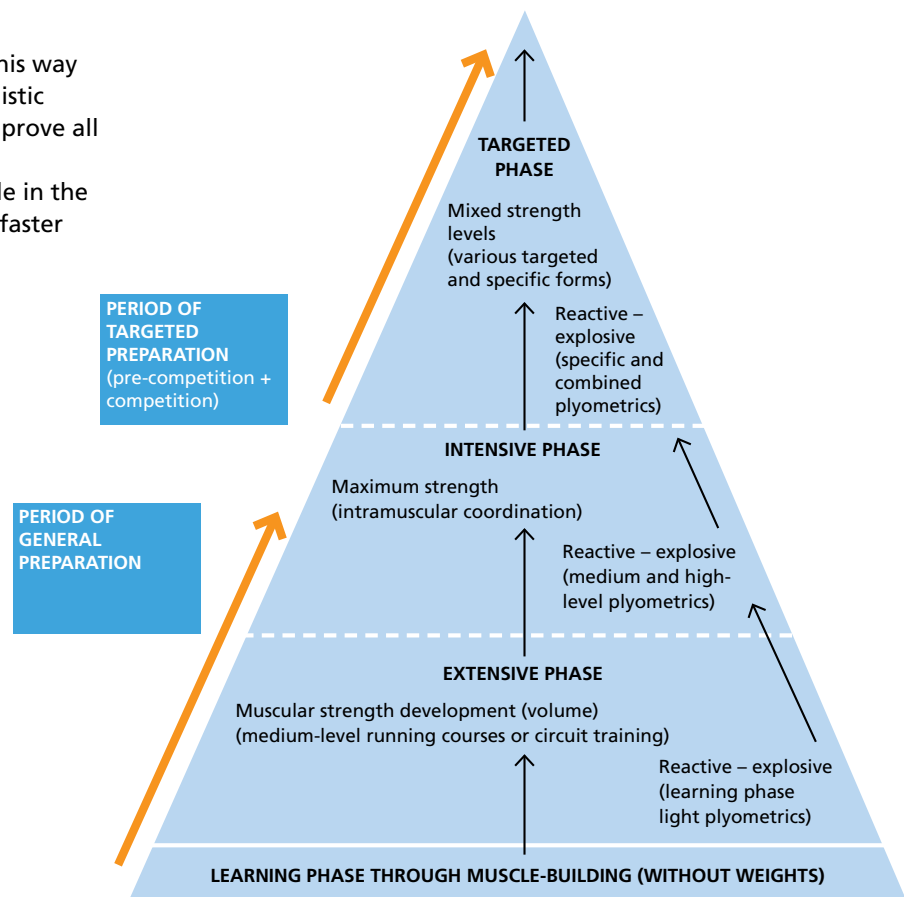 his way
istic
prove all
le in the
faster
TARGETED
PHASE
Mixed strength
levels
(various targeted
and specific forms)
Reactive –
explosive
(specific and
combined
plyometrics)
PERIOD OF
TARGETED
PREPARATION
(pre-competition +
competition)
INTENSIVE PHASE
Maximum strength
(intramuscular coordination)
Reactive – explosive
(medium and high-
level plyometrics)
PERIOD OF
GENERAL
PREPARATION
EXTENSIVE PHASE
Muscular strength development (volume)
(medium-level running courses or circuit training)
Reactive – explosive
(learning phase
light plyometrics)
LEARNING PHASE THROUGH MUSCLE-BUILDING (WITHOUT WEIGHTS)